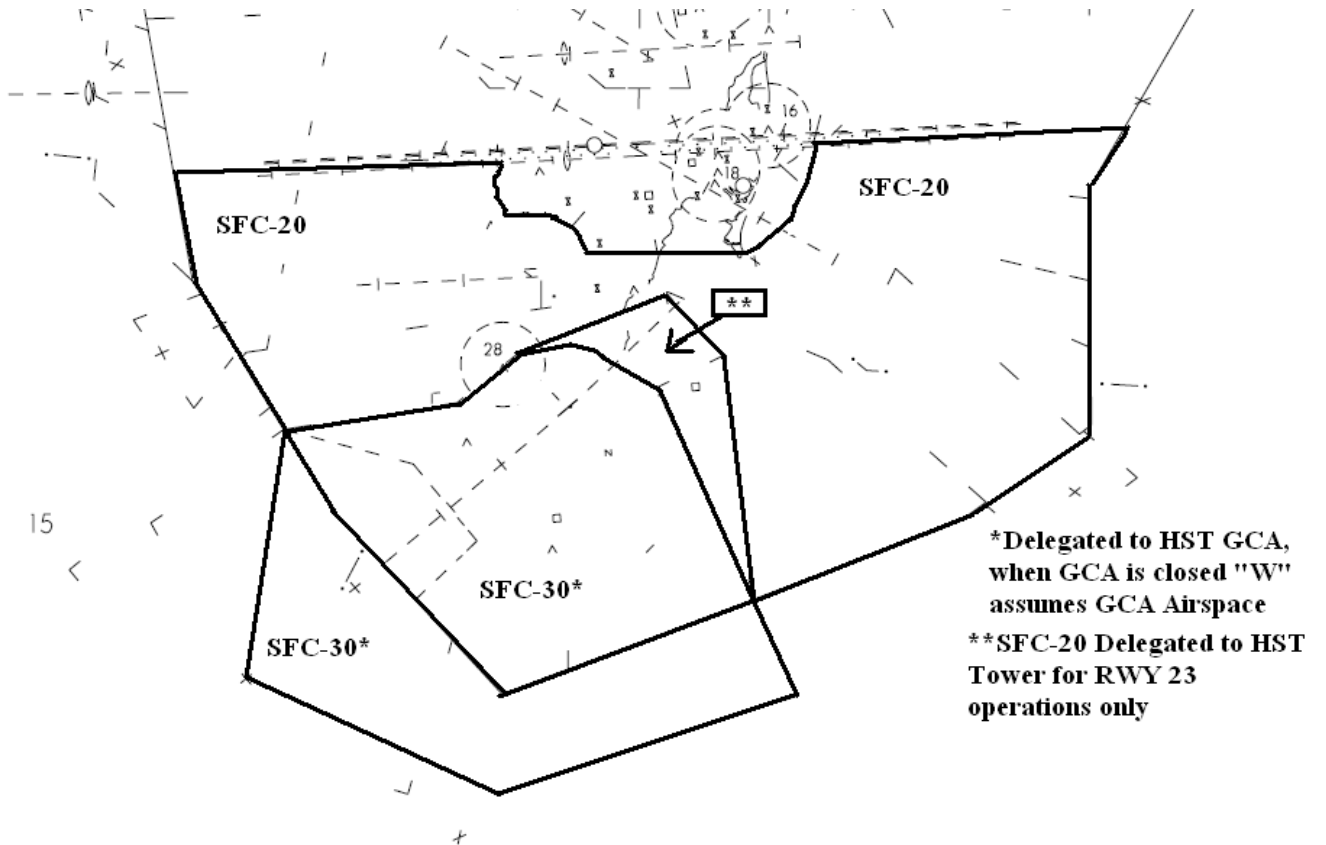 16
18
SFC-20
SFC-20
**
28
N
15
*Delegated to HST GCA,
when GCA is closed "W"
assumes GCA Airspace
SFC-30*
SFC-30*
**SFC-20 Delegated to HST
Tower for RWY 23
operations only